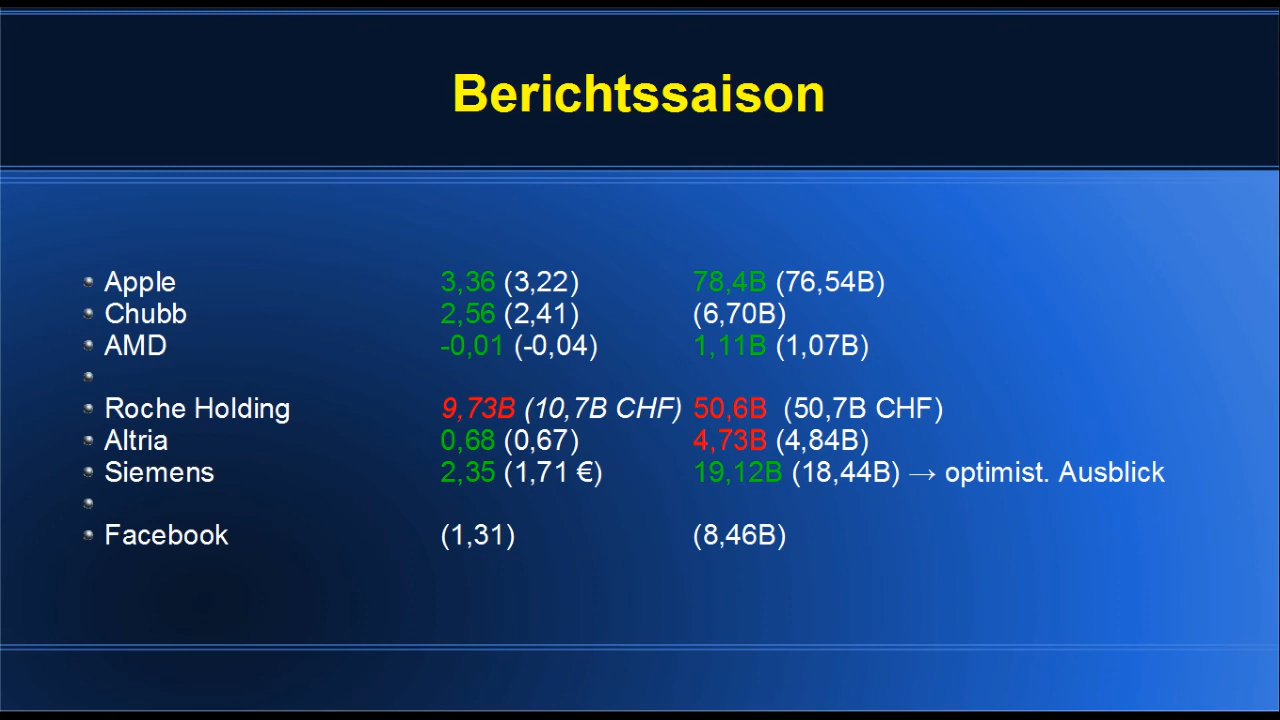 Berichtssaison
Apple 3,36 (3,22) 78,4B (76,54B)
Chubb 2,56 (2,41) (6,70B)
AMD -0,01 (-0,04) 1,11B (1,07B)
Roche Holding 9,73B (10,7B CHF) 50,6B (50,7B CHF)
Altria 0,68 (0,67) 4,73B (4,84B)
Siemens 2,35 (1,71 €) 19,12B (18,44B) → optimist. Ausblick
Facebook (1,31) (8,46B)